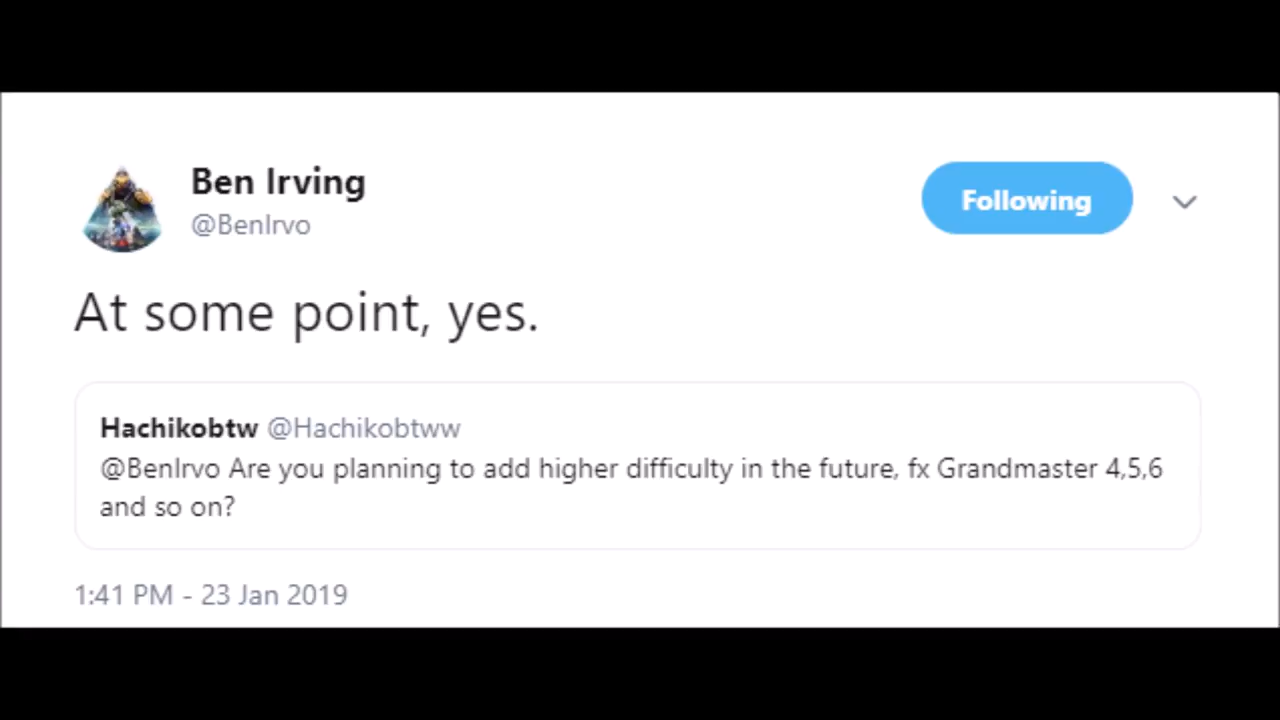 Ben Irving
@BenIrvo
Following
At some point, yes.
Hachikobtw @Hachikobtww
@BenIrvo Are you planning to add higher difficulty in the future, fx Grandmaster 4,5,6
and so on?
1:41 PM - 23 Jan 2019